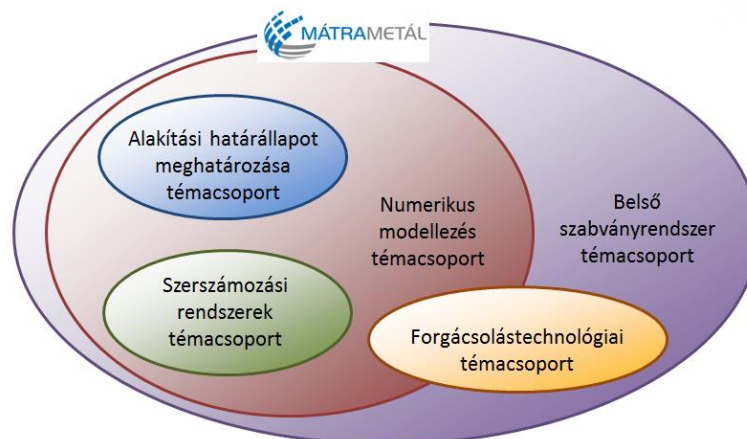 MÁTRAMETÁL
Alakítási határállapot
meghatározása
témacsoport
Numerikus
modellezés
témacsoport
Belső
szabványrendszer
témacsoport
Szerszámozási
rendszerek
témacsoport
Forgácsolástechnológiai
témacsoport